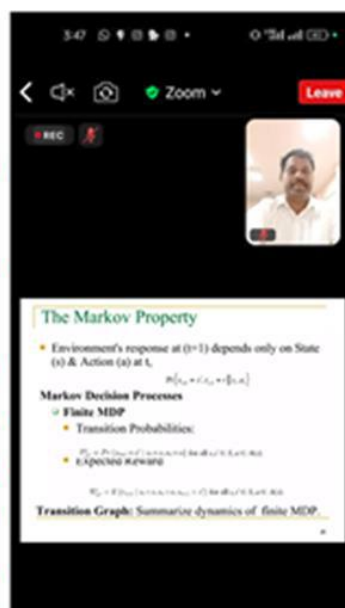 3:47
Zoom
Leave
REC
The Markov Property
Environment's response at (t+1) depends only on State
(s) & Action (a) at t,
Markov Decision Processes
Finite MDP
Transition Probabilities:
Expected Reward
Transition Graph: Summarize dynamics of finite MDP.